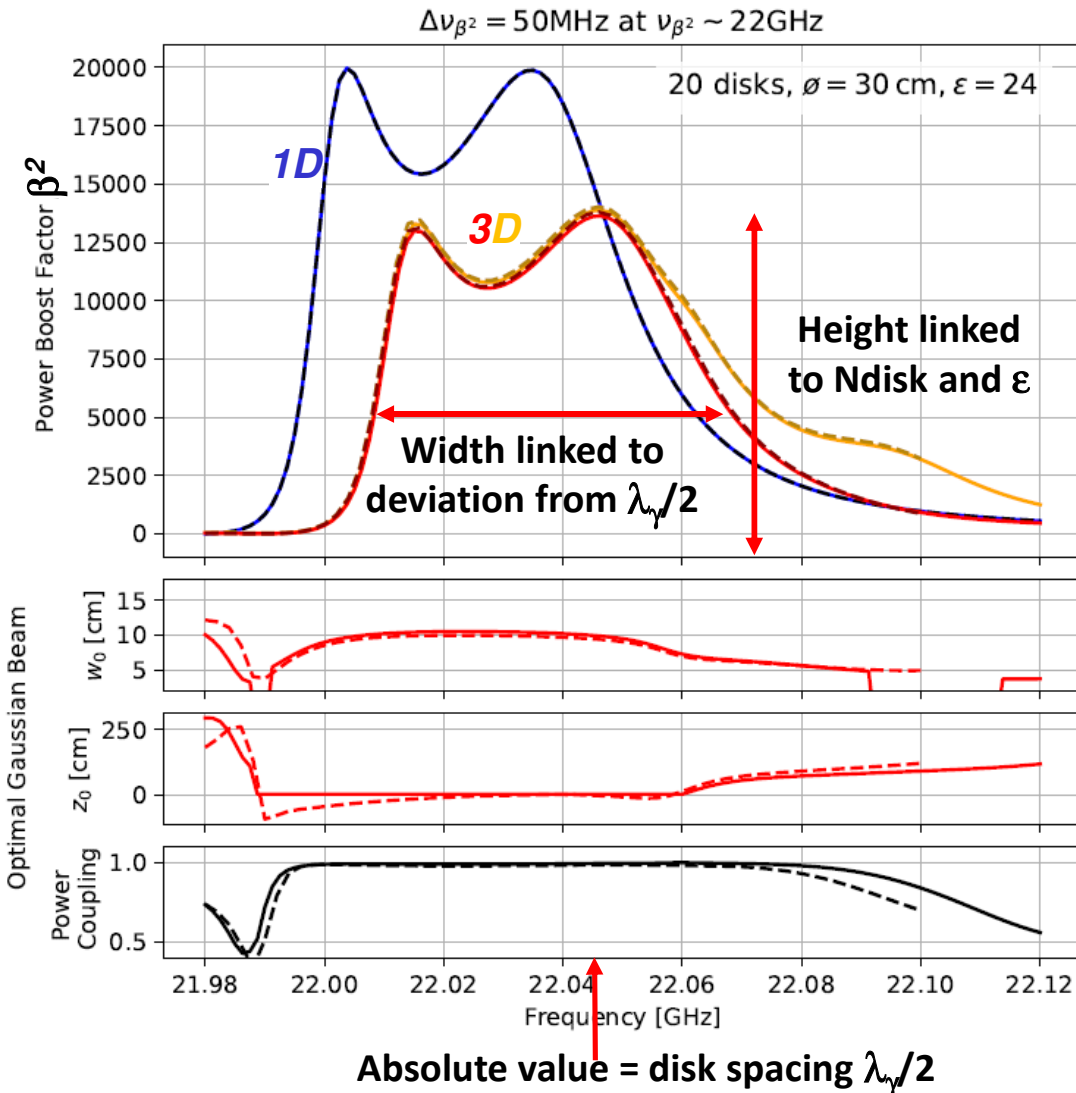 Δν_β² = 50MHz at ν_β² ~ 22GHz
20 disks, ø = 30 cm, ε = 24
Power Boost Factor β²
20000
17500
15000
12500
10000
7500
5000
2500
0
1D
3D
Height linked
to Ndisk and ε
Width linked to
deviation from λᵧ/2
Optimal Gaussian Beam
w₀ [cm]
15
10
5
z₀ [cm]
250
0
Power
Coupling
1.0
0.5
21.98 22.00 22.02 22.04 22.06 22.08 22.10 22.12
Frequency [GHz]
Absolute value = disk spacing λᵧ/2